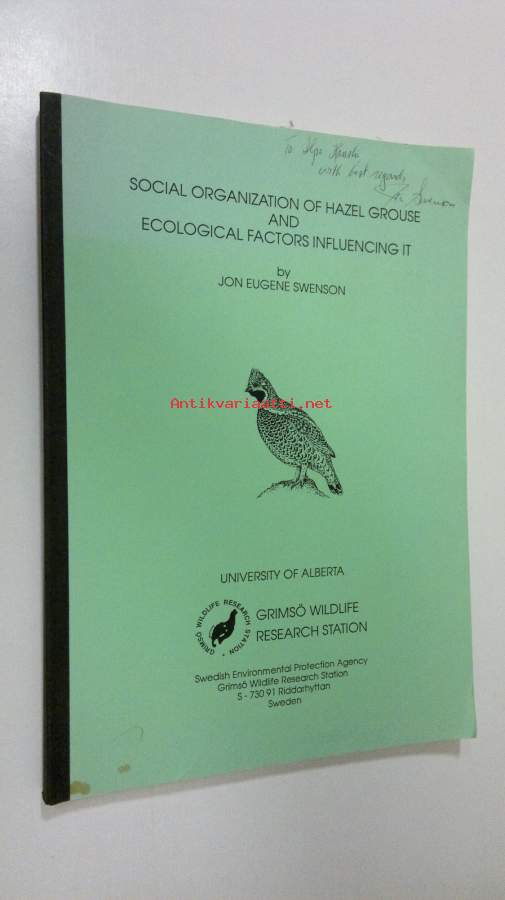 To Ilpo
with best regards,
Jon Swenson
SOCIAL ORGANIZATION OF HAZEL GROUSE
AND
ECOLOGICAL FACTORS INFLUENCING IT
by
JON EUGENE SWENSON
Antikvariaatti.net
UNIVERSITY OF ALBERTA
GRIMSÖ WILDLIFE RESEARCH STATION
GRIMSÖ WILDLIFE
RESEARCH STATION
Swedish Environmental Protection Agency
Grimsö Wildlife Research Station
S - 730 91 Riddarhyttan
Sweden